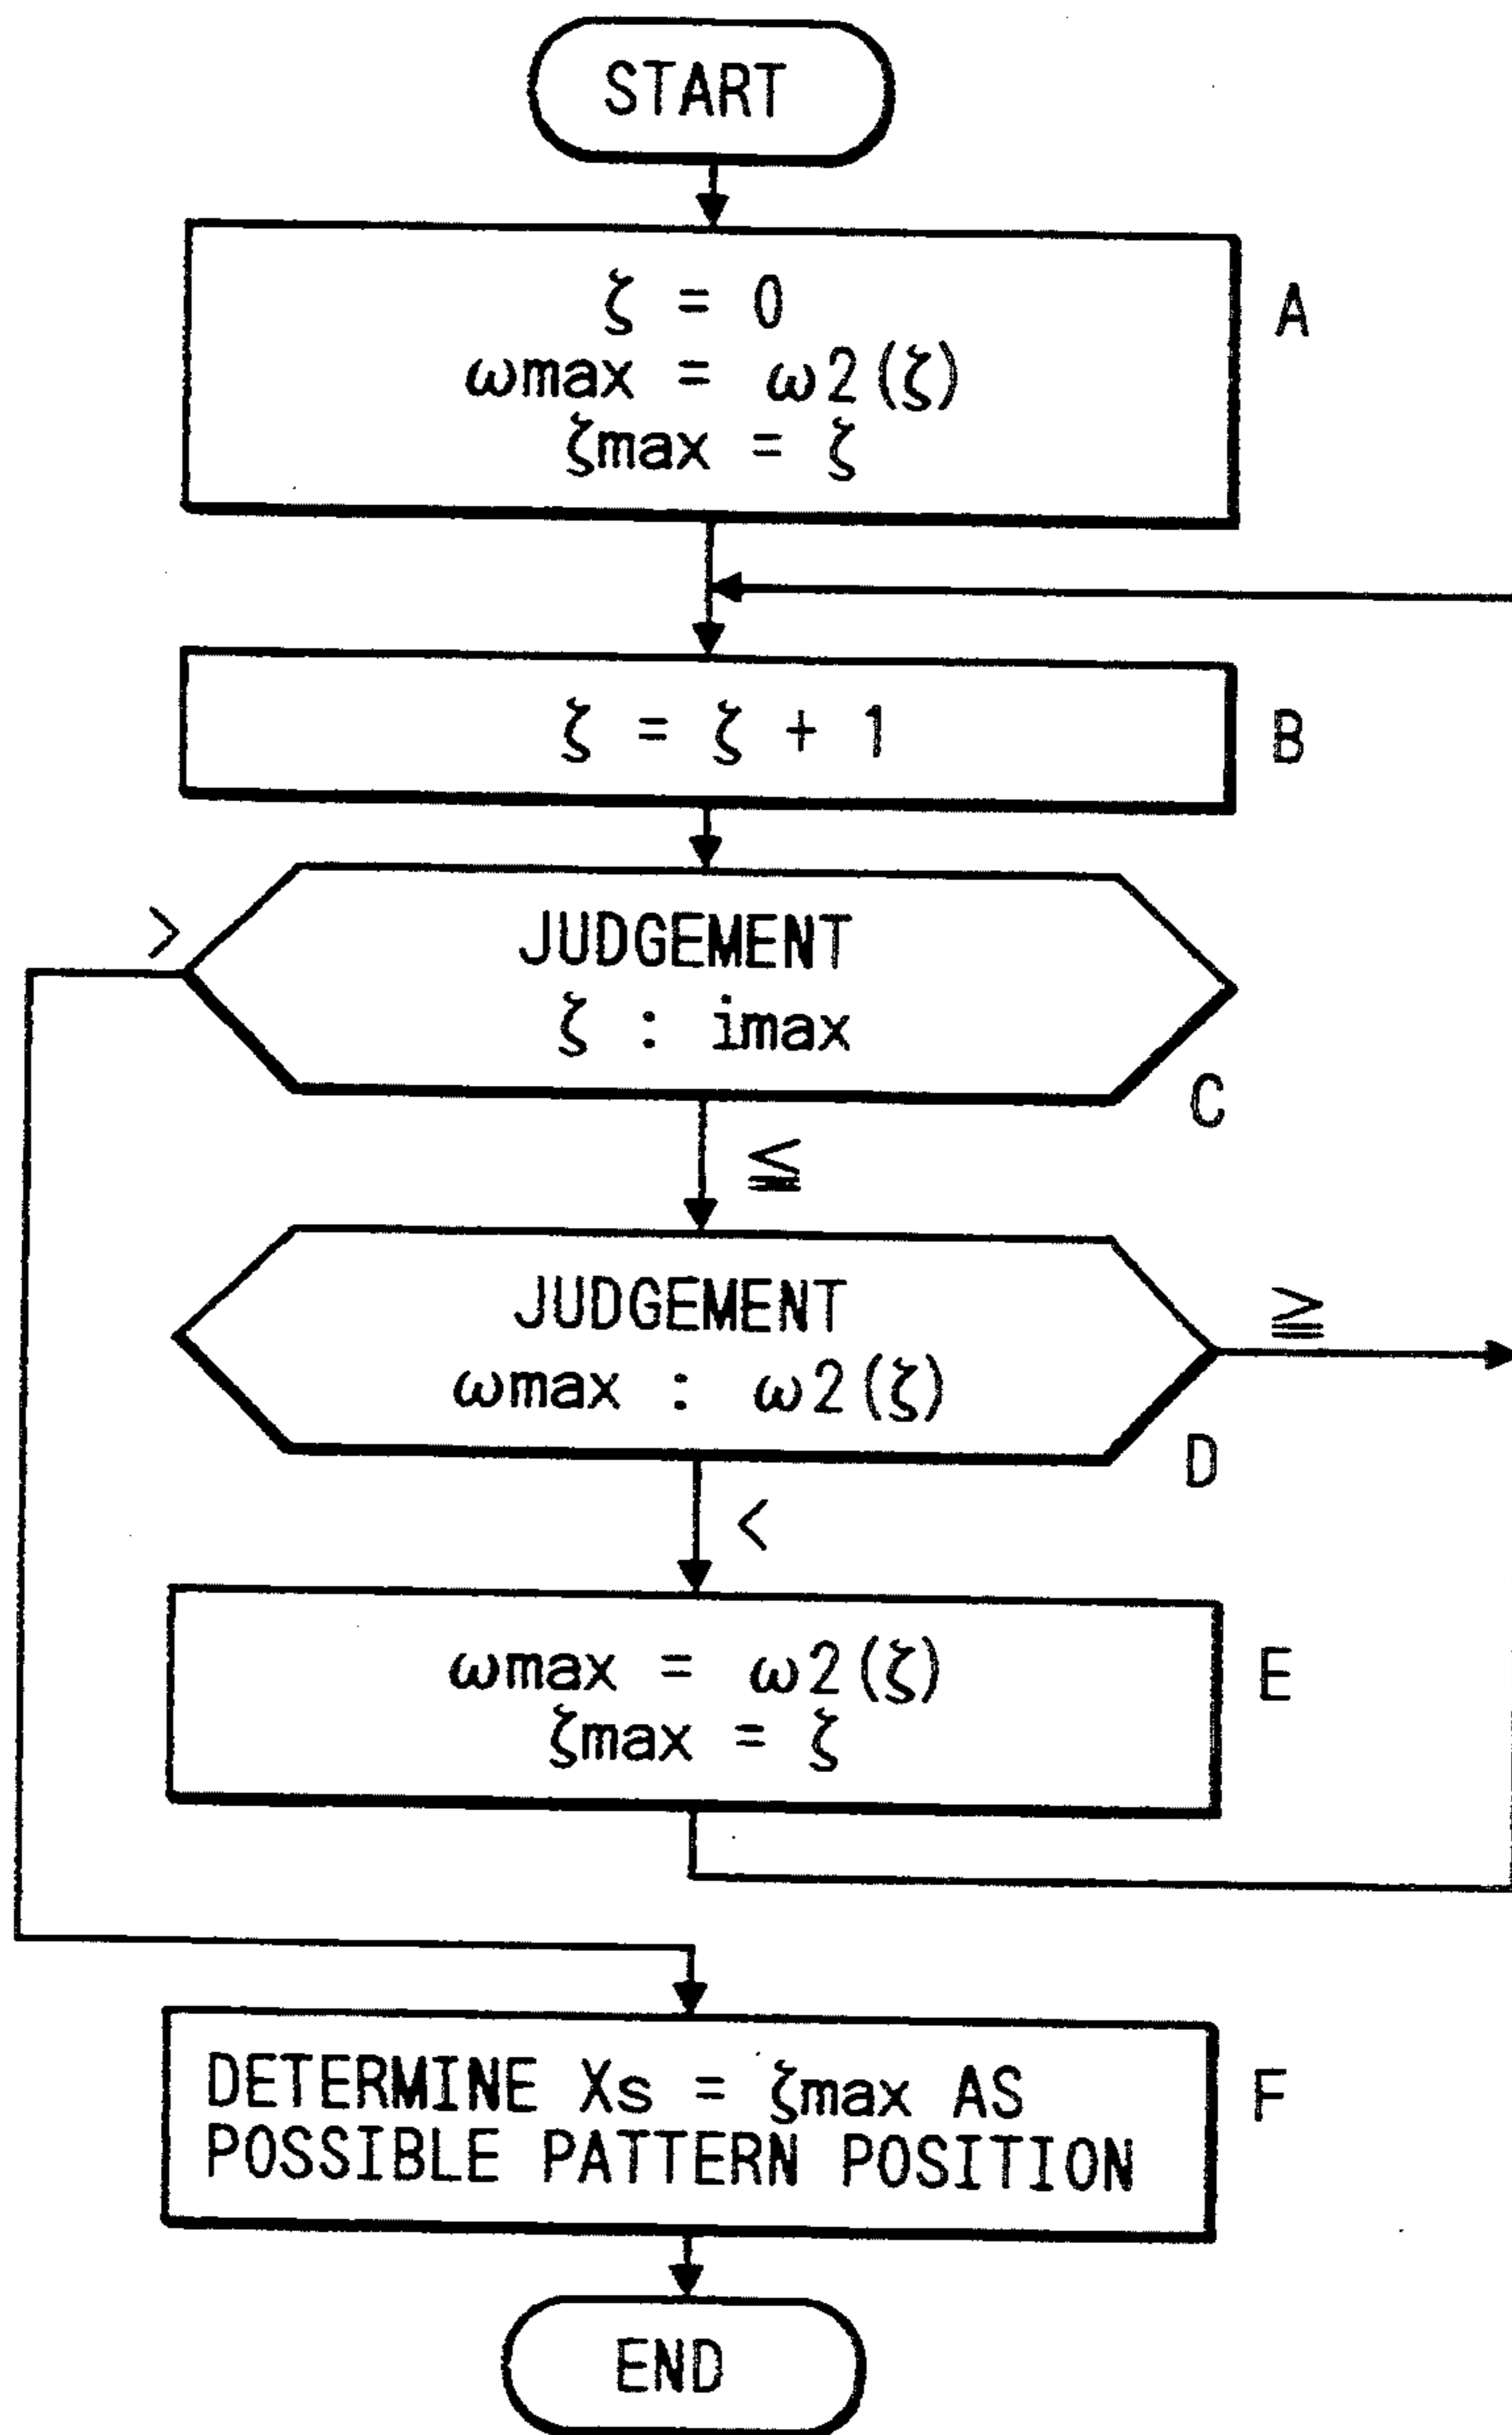 START
ζ = 0
A
ωmax = ω2(ζ)
ζmax = ζ
ζ = ζ + 1
B
>
JUDGEMENT
ζ : imax
C
≦
JUDGEMENT
≧
ωmax : ω2(ζ)
D
<
ωmax = ω2(ζ)
E
ζmax = ζ
DETERMINE Xs = ζmax AS
F
POSSIBLE PATTERN POSITION
END